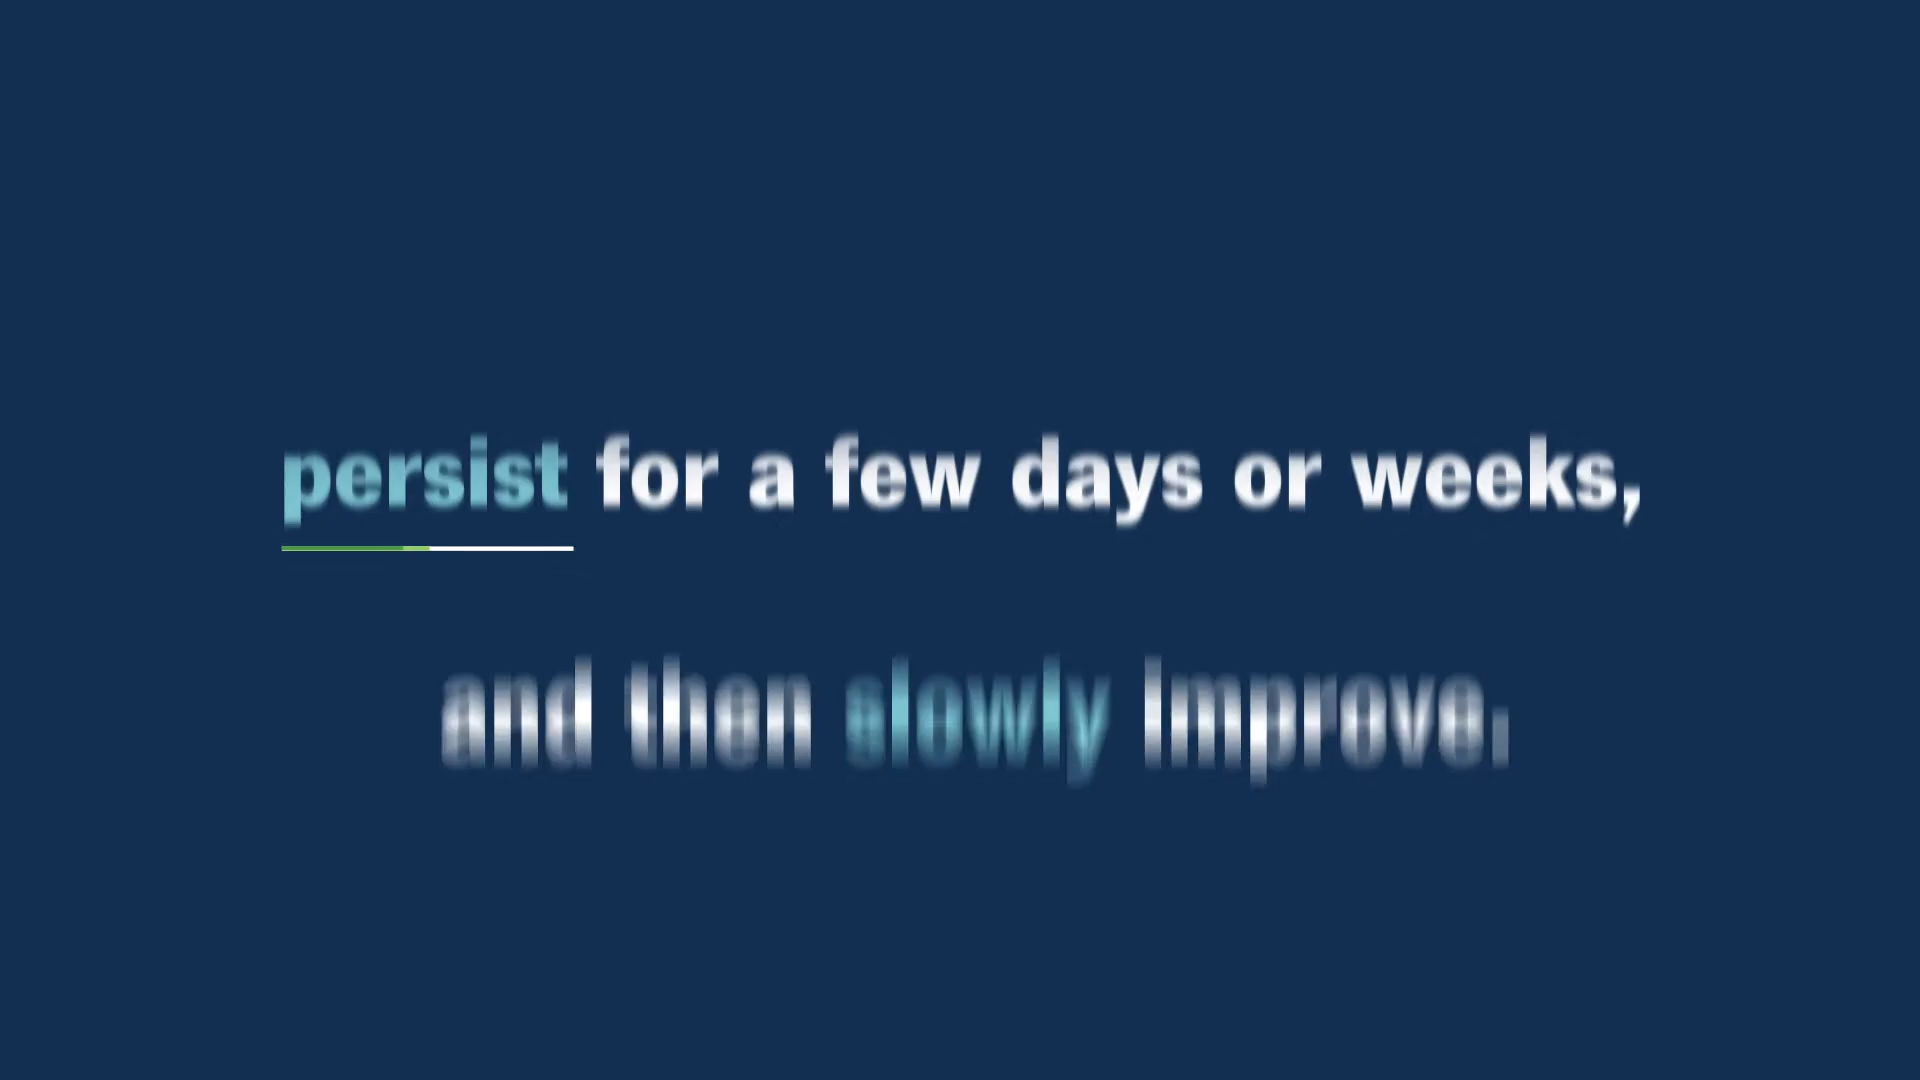 persist for a few days or weeks,
and then slowly improve.